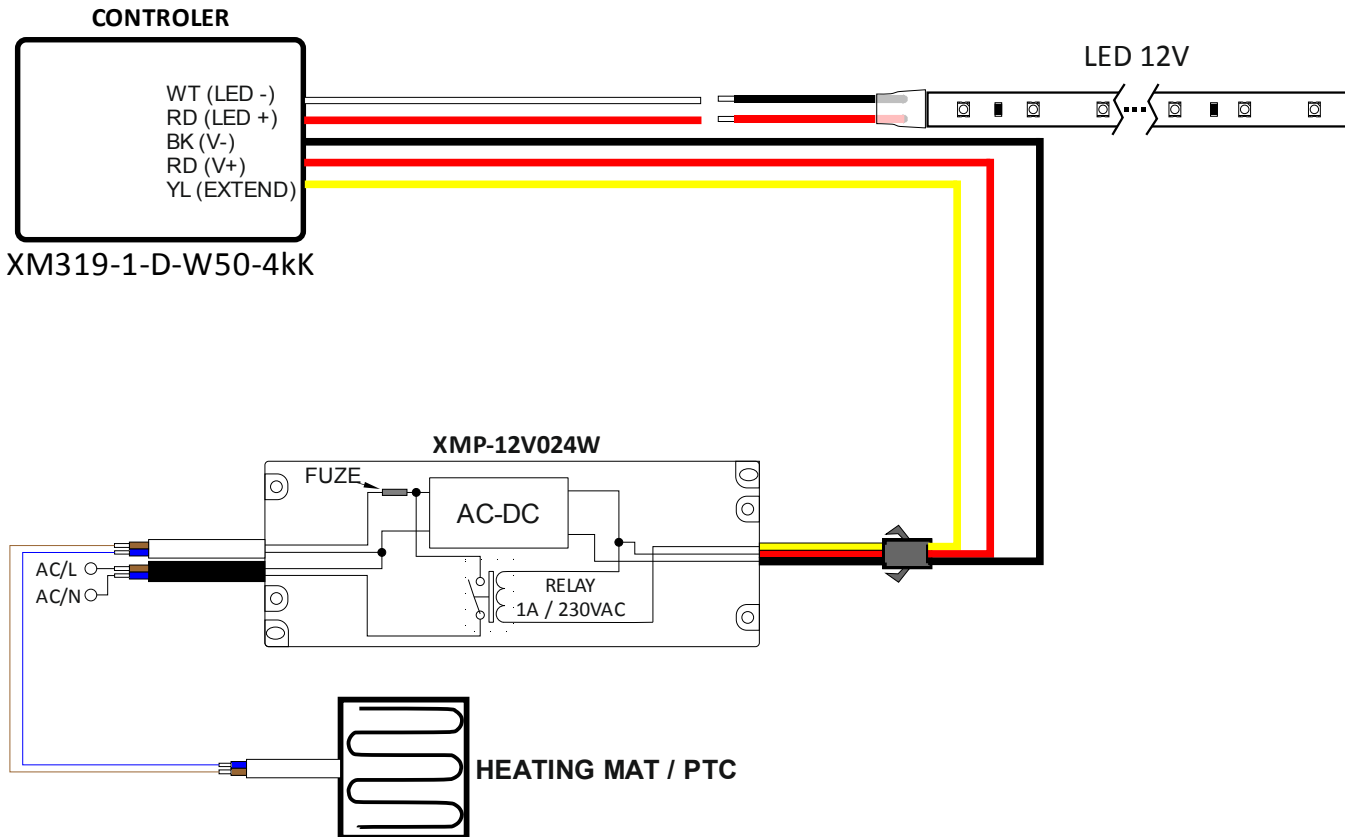 CONTROLER
LED 12V
WT (LED -)
RD (LED +)
BK (V-)
RD (V+)
YL (EXTEND)
XM319-1-D-W50-4kK
XMP-12V024W
FUZE
AC-DC
AC/L
AC/N
RELAY
1A / 230VAC
HEATING MAT / PTC